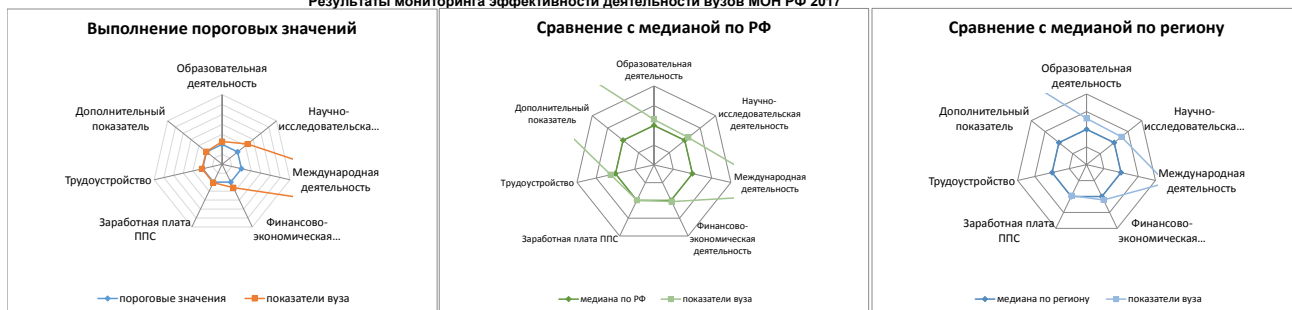 Результаты мониторинга эффективности деятельности вузов МОН РФ 2017
Выполнение пороговых значений
Образовательная
деятельность
Научно-
исследовательска...
Международная
деятельность
Финансово-
экономическая...
Заработная плата
ППС
Трудоустройство
Дополнительный
показатель
пороговые значения
показатели вуза
Сравнение с медианой по РФ
Образовательная
деятельность
Научно-
исследовательская
деятельность
Международная
деятельность
Финансово-
экономическая
деятельность
Заработная плата ППС
Трудоустройство
Дополнительный
показатель
медиана по РФ
показатели вуза
Сравнение с медианой по региону
Образовательная
деятельность
Научно-
исследовательска...
Международная
деятельность
Финансово-
экономическая...
Заработная плата
ППС
Трудоустройство
Дополнительный
показатель
медиана по региону
показатели вуза